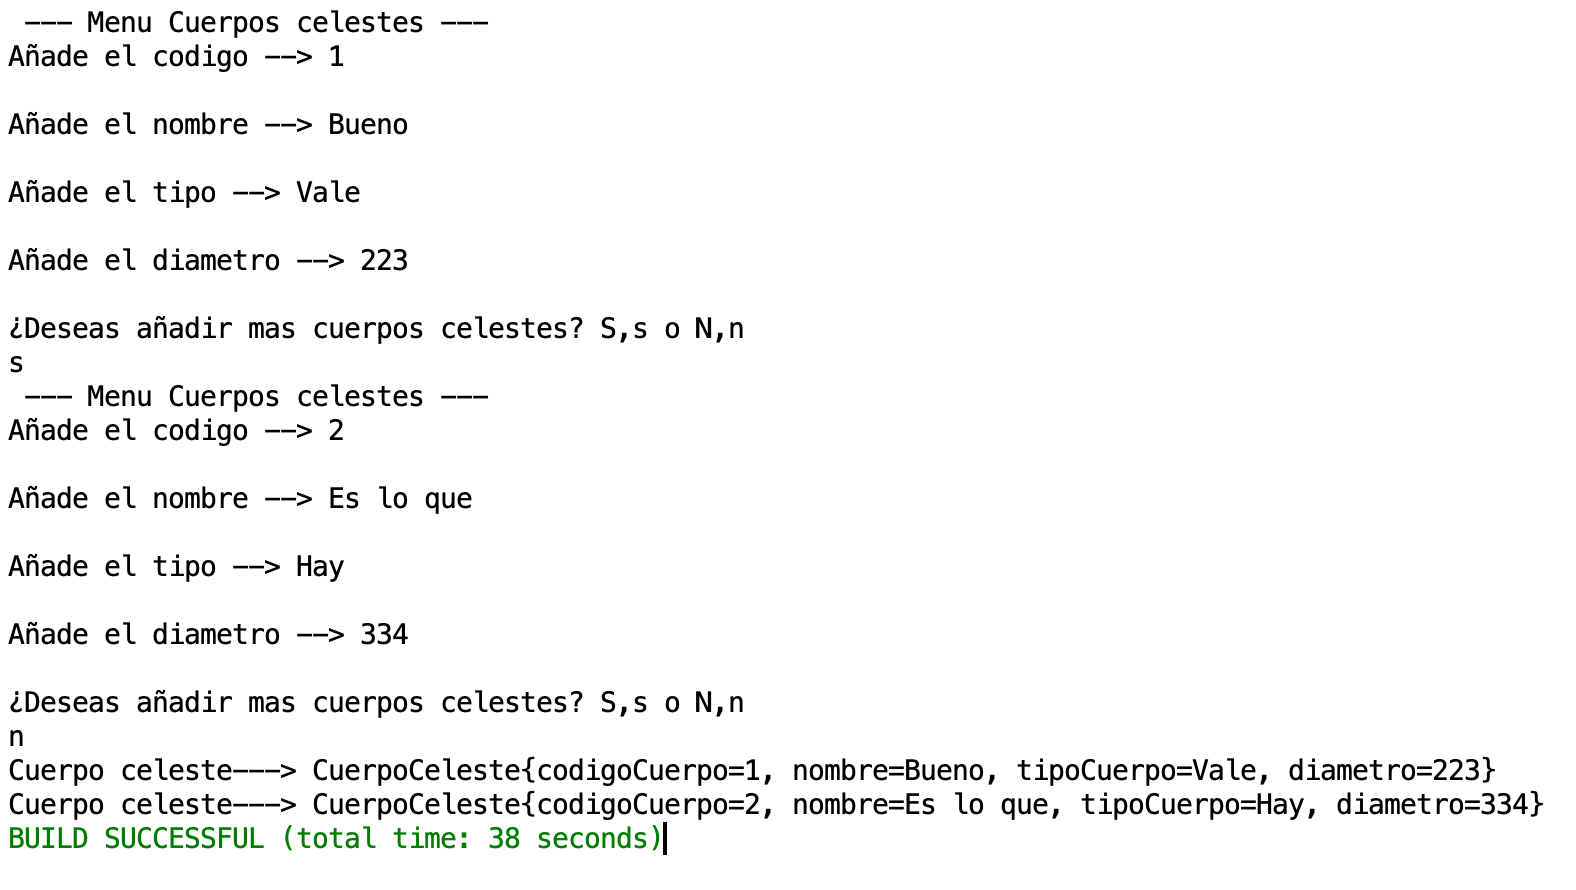 --- Menu Cuerpos celestes ---
Añade el codigo --> 1
Añade el nombre --> Bueno
Añade el tipo --> Vale
Añade el diametro --> 223
¿Deseas añadir mas cuerpos celestes? S,s o N,n
s
--- Menu Cuerpos celestes ---
Añade el codigo --> 2
Añade el nombre --> Es lo que
Añade el tipo --> Hay
Añade el diametro --> 334
¿Deseas añadir mas cuerpos celestes? S,s o N,n
n
Cuerpo celeste---> CuerpoCeleste{codigoCuerpo=1, nombre=Bueno, tipoCuerpo=Vale, diametro=223}
Cuerpo celeste---> CuerpoCeleste{codigoCuerpo=2, nombre=Es lo que, tipoCuerpo=Hay, diametro=334}
BUILD SUCCESSFUL (total time: 38 seconds)